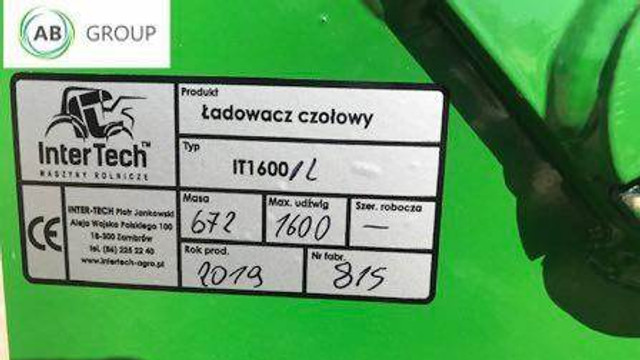 AB GROUP
InterTech™
MASZYNY ROLNICZE
Produkt
Ładowacz czołowy
Typ
IT1600/L
Masa
672
Max. udźwig
1600
Szer. robocza
—
Rok prod.
2019
Nr fabr.
815
CE
INTER-TECH Piotr Jankowski
Aleja Wojska Polskiego 100
18-300 Zambrów
tel. (86) 225 22 40
www.intertech-agro.pl